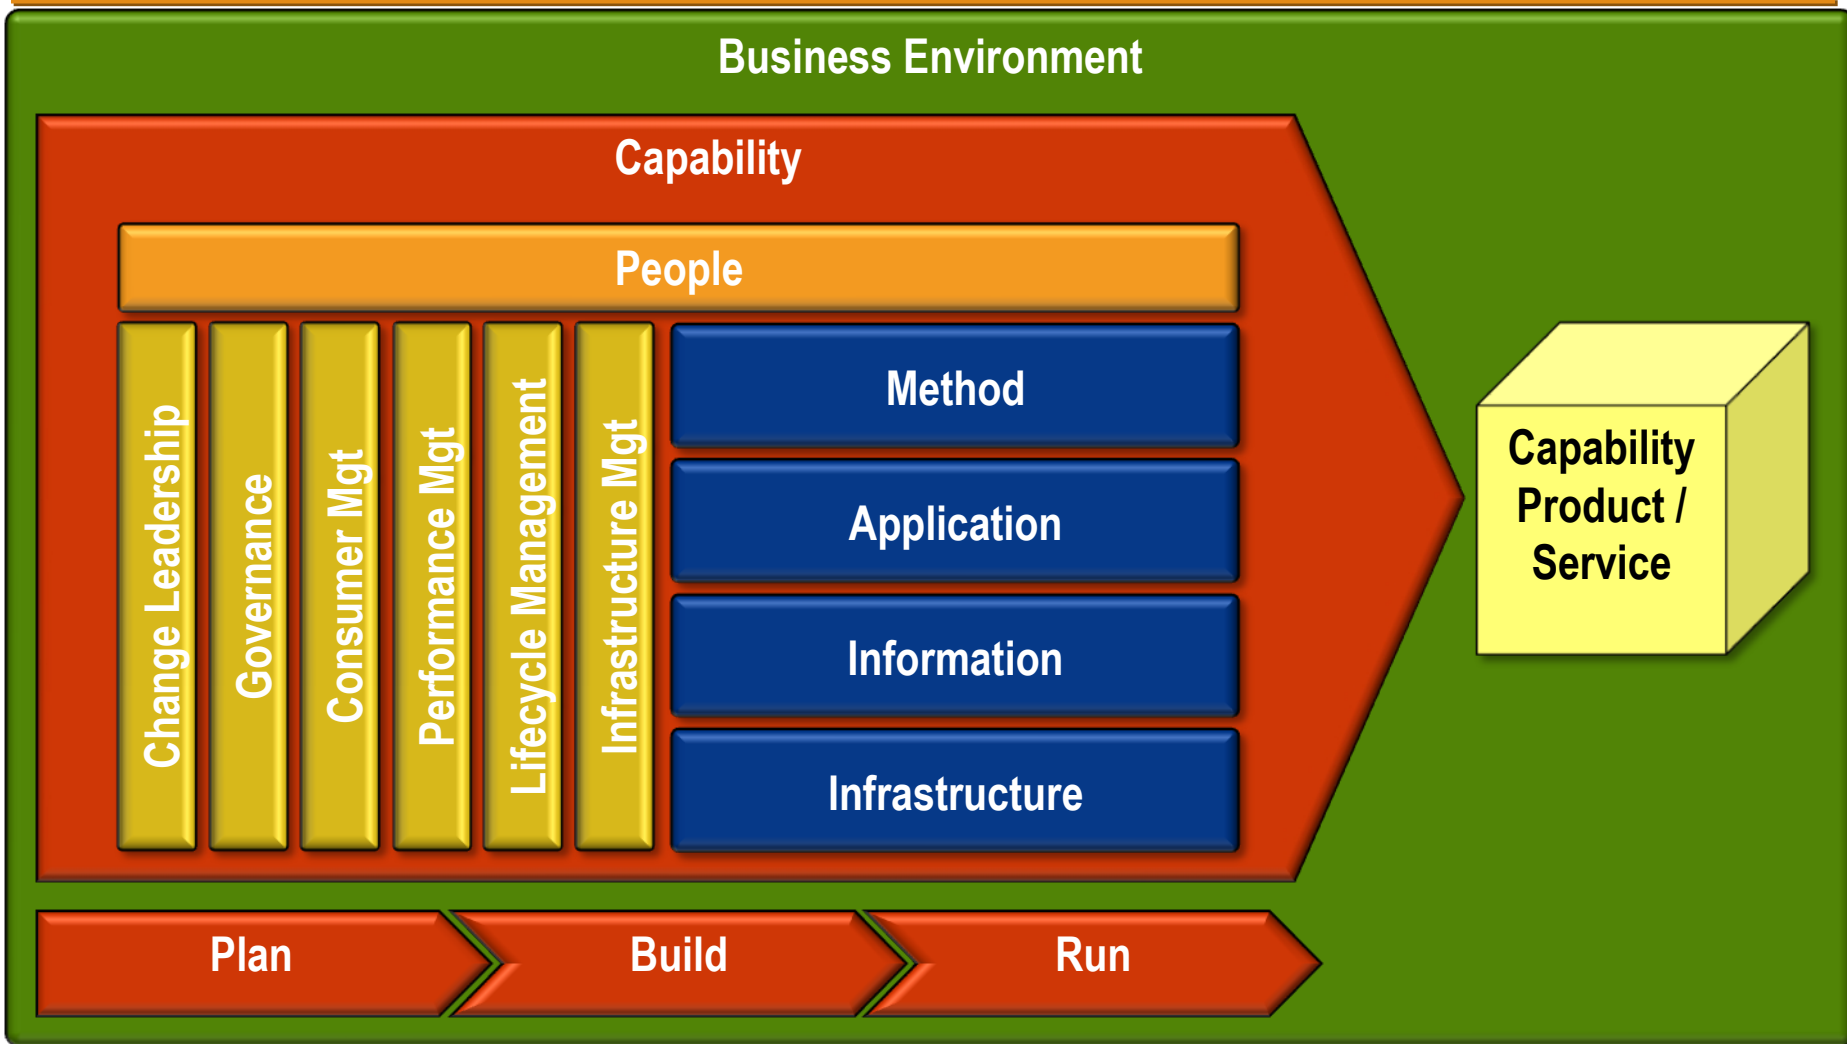 Business Environment
Capability
People
Change Leadership
Governance
Consumer Mgt
Performance Mgt
Lifecycle Management
Infrastructure Mgt
Method
Application
Information
Infrastructure
Capability
Product /
Service
Plan
Build
Run